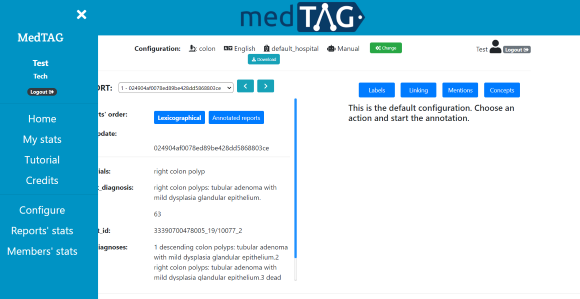 medTAG
MedTAG
Test
Tech
Logout
Home
My stats
Tutorial
Credits
Configure
Reports' stats
Members' stats
Configuration: colon English default_hospital Manual Change
Download
Test Logout
ORT: 1 - 024904af0078ed89be428dd5868803ce
rts' order: Lexicographical Annotated reports
update:
024904af0078ed89be428dd5868803ce
ials: right colon polyp
t_diagnosis: right colon polyps: tubular adenoma with
mild dysplasia glandular epithelium.
63
t_id: 33390700478005_19/10077_2
iagnoses: 1 descending colon polyps: tubular adenoma
with mild dysplasia glandular epithelium.2
right colon polyps: tubular adenoma with
mild dysplasia glandular epithelium.3 dead
Labels Linking Mentions Concepts
This is the default configuration. Choose an
action and start the annotation.